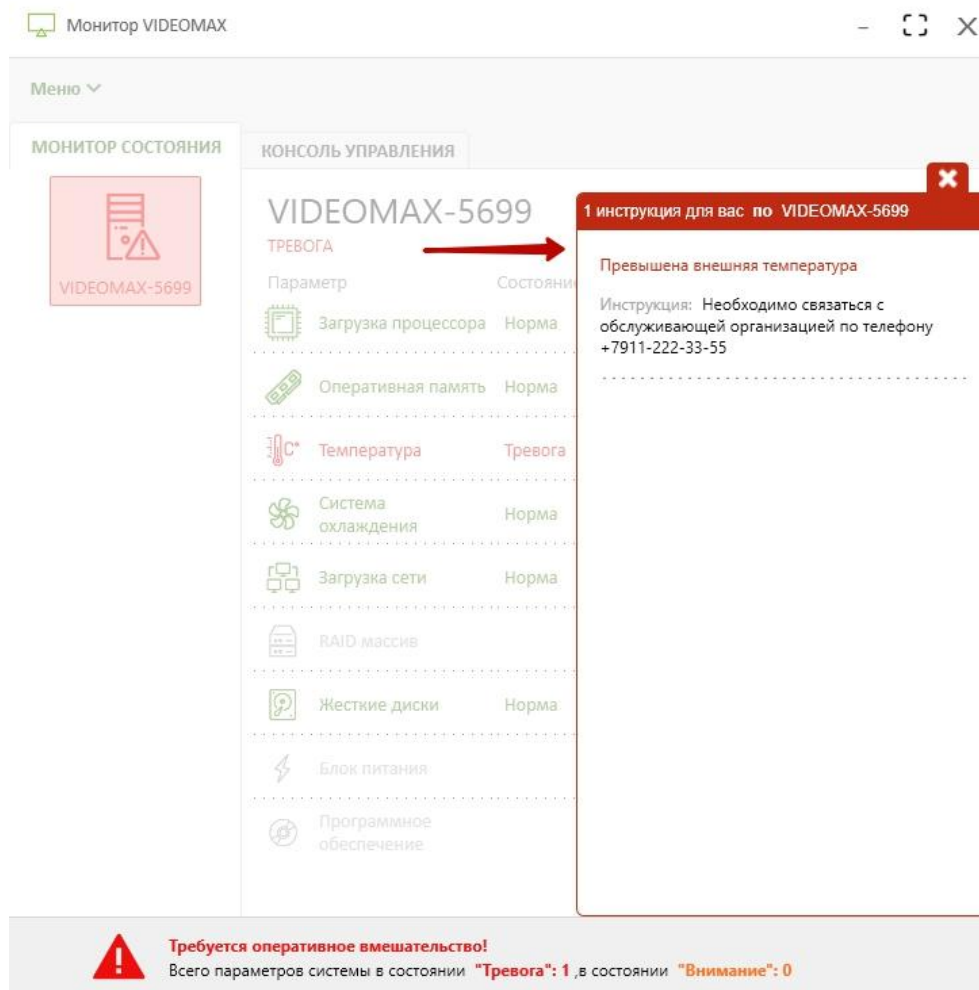 Монитор VIDEOMAX
Меню
МОНИТОР СОСТОЯНИЯ
КОНСОЛЬ УПРАВЛЕНИЯ
VIDEOMAX-5699
VIDEOMAX-5699
ТРЕВОГА
Параметр Состояние
Загрузка процессора Норма
Оперативная память Норма
C° Температура Тревога
Система
охлаждения Норма
Загрузка сети Норма
RAID массив
Жесткие диски Норма
Блок питания
Программное
обеспечение
1 инструкция для вас по VIDEOMAX-5699
Превышена внешняя температура
Инструкция: Необходимо связаться с
обслуживающей организацией по телефону
+7911-222-33-55
Требуется оперативное вмешательство!
Всего параметров системы в состоянии "Тревога": 1 ,в состоянии "Внимание": 0